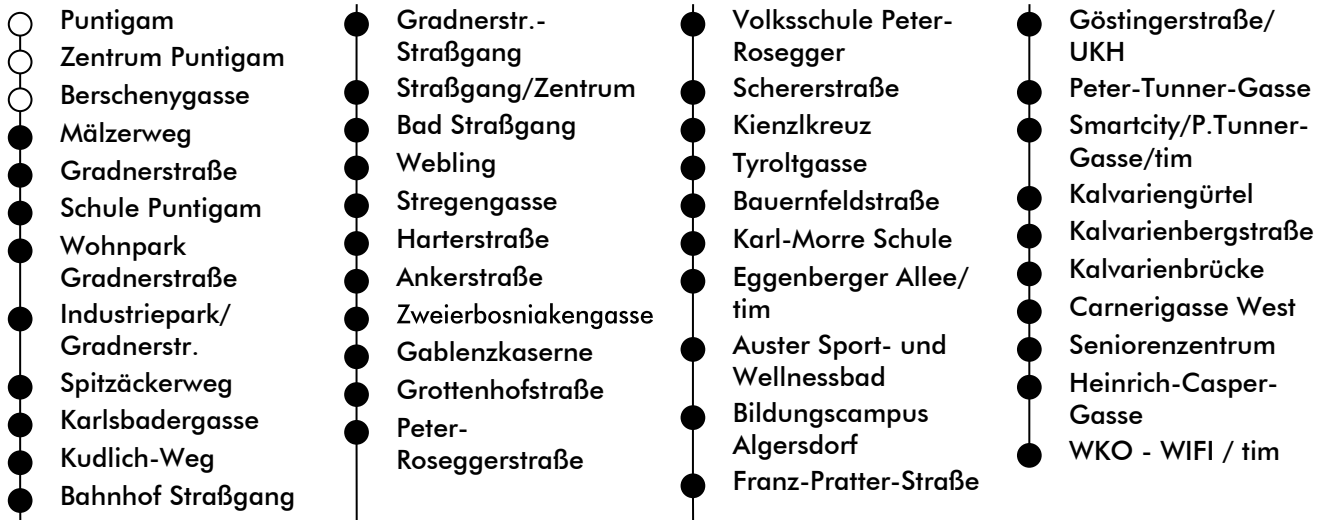 Puntigam
Zentrum Puntigam
Berschenygasse
Mälzerweg
Gradnerstraße
Schule Puntigam
Wohnpark
Gradnerstraße
Industriepark/
Gradnerstr.
Spitzäckerweg
Karlsbadergasse
Kudlich-Weg
Bahnhof Straßgang
Gradnerstr.-
Straßgang
Straßgang/Zentrum
Bad Straßgang
Webling
Stregengasse
Harterstraße
Ankerstraße
Zweierbosniakengasse
Gablenzkaserne
Grottenhofstraße
Peter-
Roseggerstraße
Volksschule Peter-
Rosegger
Schererstraße
Kienzlkreuz
Tyroltgasse
Bauernfeldstraße
Karl-Morre Schule
Eggenberger Allee/
tim
Auster Sport- und
Wellnessbad
Bildungscampus
Algersdorf
Franz-Pratter-Straße
Göstingerstraße/
UKH
Peter-Tunner-Gasse
Smartcity/P.Tunner-
Gasse/tim
Kalvariengürtel
Kalvarienbergstraße
Kalvarienbrücke
Carnerigasse West
Seniorenzentrum
Heinrich-Casper-
Gasse
WKO - WIFI / tim